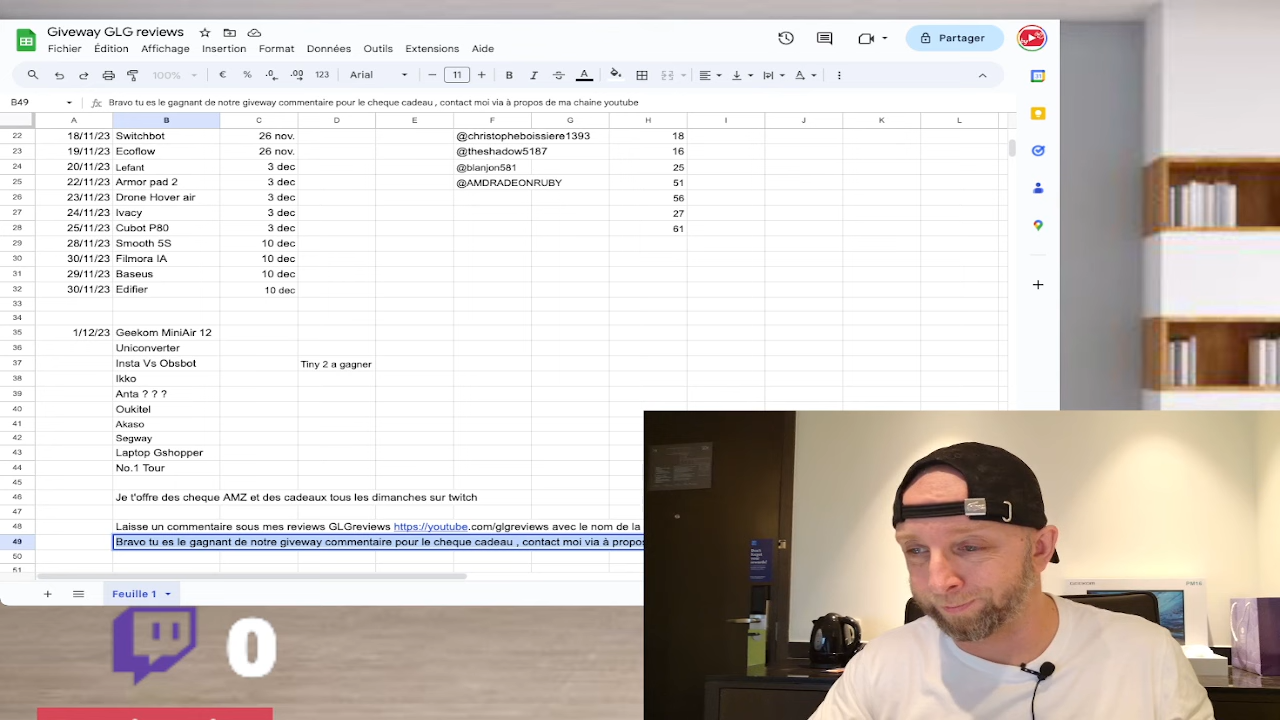 Giveway GLG reviews
Fichier Édition Affichage Insertion Format Données Outils Extensions Aide
Partager
100% € % .0 .00 123 Arial 11 B I A
B49 fx Bravo tu es le gagnant de notre giveway commentaire pour le cheque cadeau , contact moi via à propos de ma chaine youtube
A B C E F G H I J K L
22 18/11/23 Switchbot 26 nov. @christopheboissiere1393 18
23 19/11/23 Ecoflow 26 nov. @theshadow5187 16
24 20/11/23 Lefant 3 dec @blanjon581 25
25 22/11/23 Armor pad 2 3 dec @AMDRADEONRUBY 51
26 23/11/23 Drone Hover air 3 dec 56
27 24/11/23 Ivacy 3 dec 27
28 25/11/23 Cubot P80 3 dec 61
29 28/11/23 Smooth 5S 10 dec
30 30/11/23 Filmora IA 10 dec
31 29/11/23 Baseus 10 dec
32 30/11/23 Edifier 10 dec
33
34
35 1/12/23 Geekom MiniAir 12
36 Uniconverter
37 Insta Vs Obsbot Tiny 2 a gagner
38 Ikko
39 Anta ? ? ?
40 Oukitel
41 Akaso
42 Segway
43 Laptop Gshopper
44 No.1 Tour
45
46 Je t'offre des cheque AMZ et des cadeaux tous les dimanches sur twitch
47
48 Laisse un commentaire sous mes reviews GLGreviews https://youtube.com/glgreviews avec le nom de la
49 Bravo tu es le gagnant de notre giveway commentaire pour le cheque cadeau , contact moi via à propos
50
51
Feuille 1
0
PM16